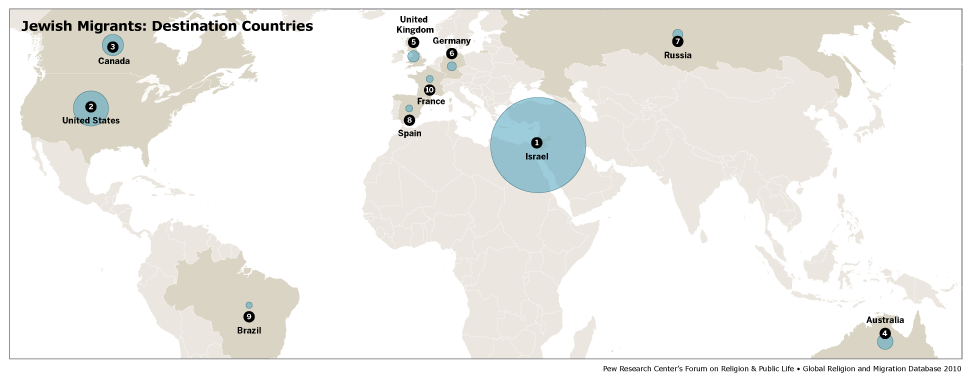 Jewish Migrants: Destination Countries
United
Kingdom
5
Germany
6
3
Canada
7
Russia
10
France
2
United States
8
Spain
1
Israel
9
Brazil
Australia
4
Pew Research Center's Forum on Religion & Public Life • Global Religion and Migration Database 2010